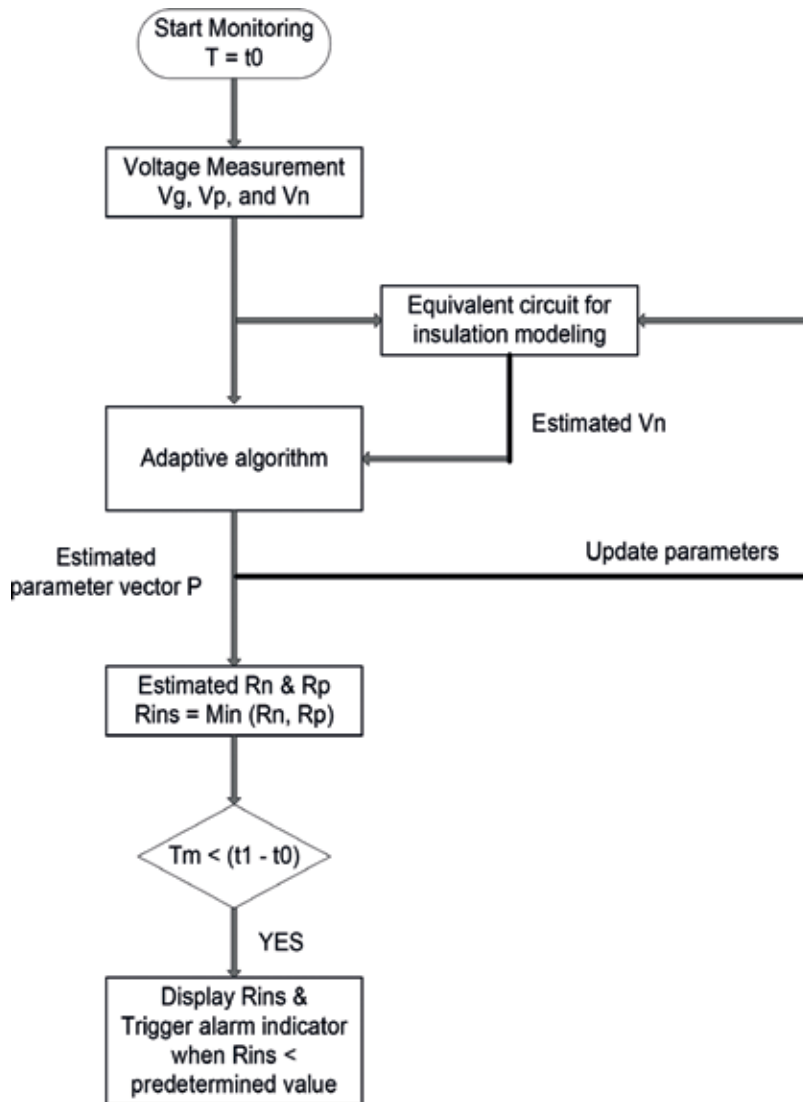 Start Monitoring
T = t0
Voltage Measurement
Vg, Vp, and Vn
Equivalent circuit for
insulation modeling
Estimated Vn
Adaptive algorithm
Estimated
parameter vector P
Update parameters
Estimated Rn & Rp
Rins = Min (Rn, Rp)
Tm < (t1 - t0)
YES
Display Rins &
Trigger alarm indicator
when Rins <
predetermined value